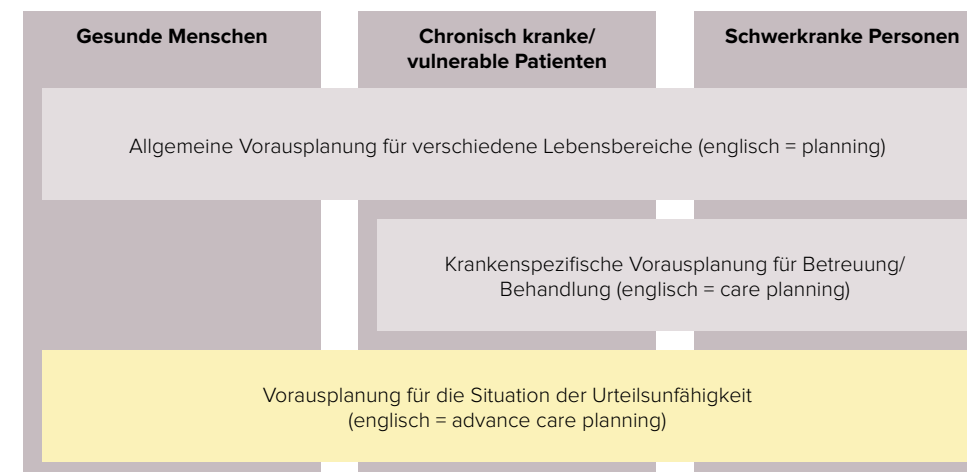 Gesunde Menschen
Chronisch kranke/
vulnerable Patienten
Schwerkranke Personen
Allgemeine Vorausplanung für verschiedene Lebensbereiche (englisch = planning)
Krankenspezifische Vorausplanung für Betreuung/
Behandlung (englisch = care planning)
Vorausplanung für die Situation der Urteilsunfähigkeit
(englisch = advance care planning)